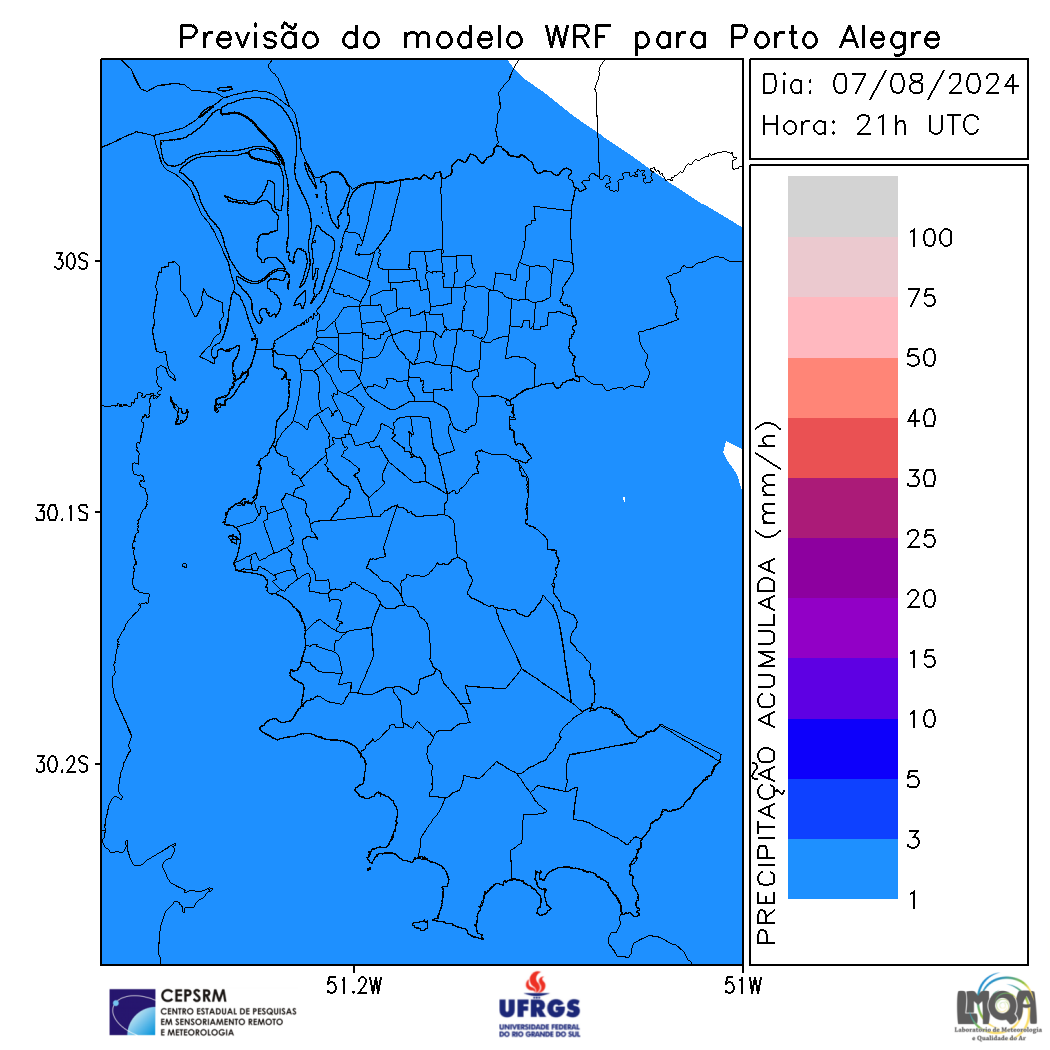 Previsão do modelo WRF para Porto Alegre
Dia: 07/08/2024
Hora: 21h UTC
30S
30.1S
30.2S
51.2W
51W
PRECIPITAÇÃO ACUMULADA (mm/h)
100
75
50
40
30
25
20
15
10
5
3
1
CEPSRM
CENTRO ESTADUAL DE PESQUISAS
EM SENSORIAMENTO REMOTO
E METEOROLOGIA
UFRGS
UNIVERSIDADE FEDERAL
DO RIO GRANDE DO SUL
LMQA
Laboratório de Meteorologia
e Qualidade do Ar